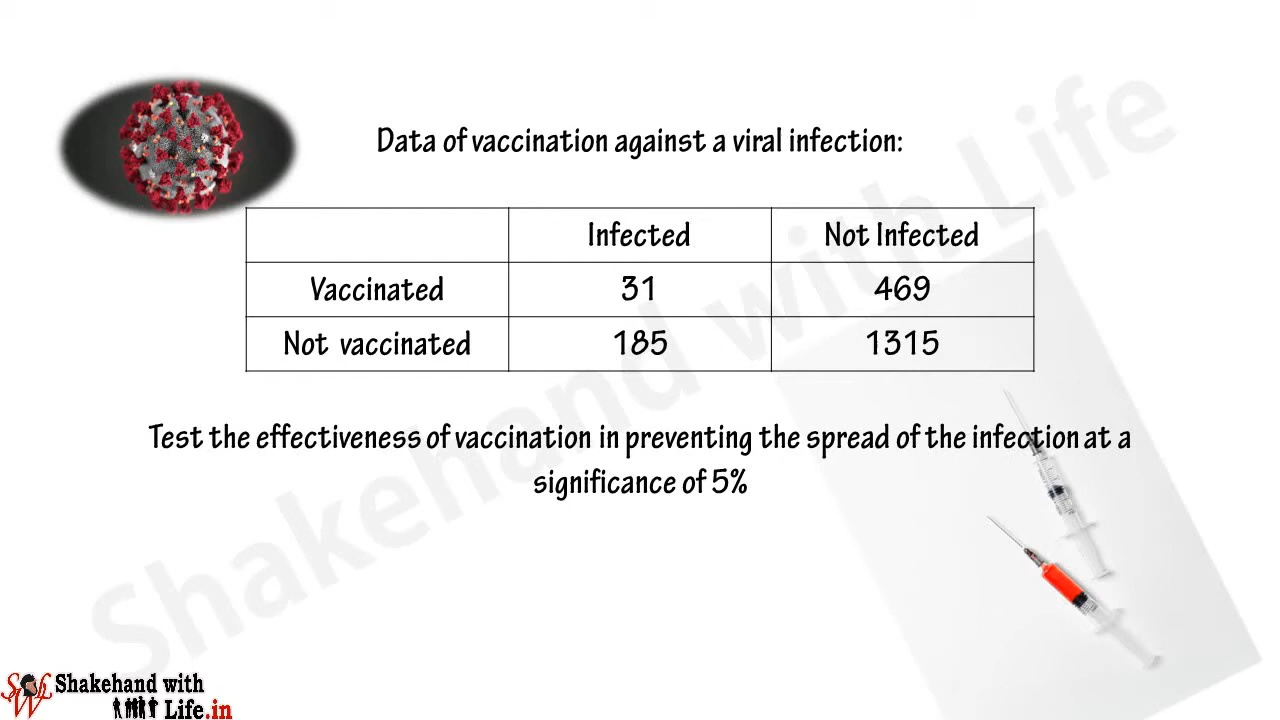 Data of vaccination against a viral infection:
Infected Not Infected
Vaccinated 31 469
Not vaccinated 185 1315
Test the effectiveness of vaccination in preventing the spread of the infection at a
significance of 5%
Shakehand with Life
Shakehand with
Life.in